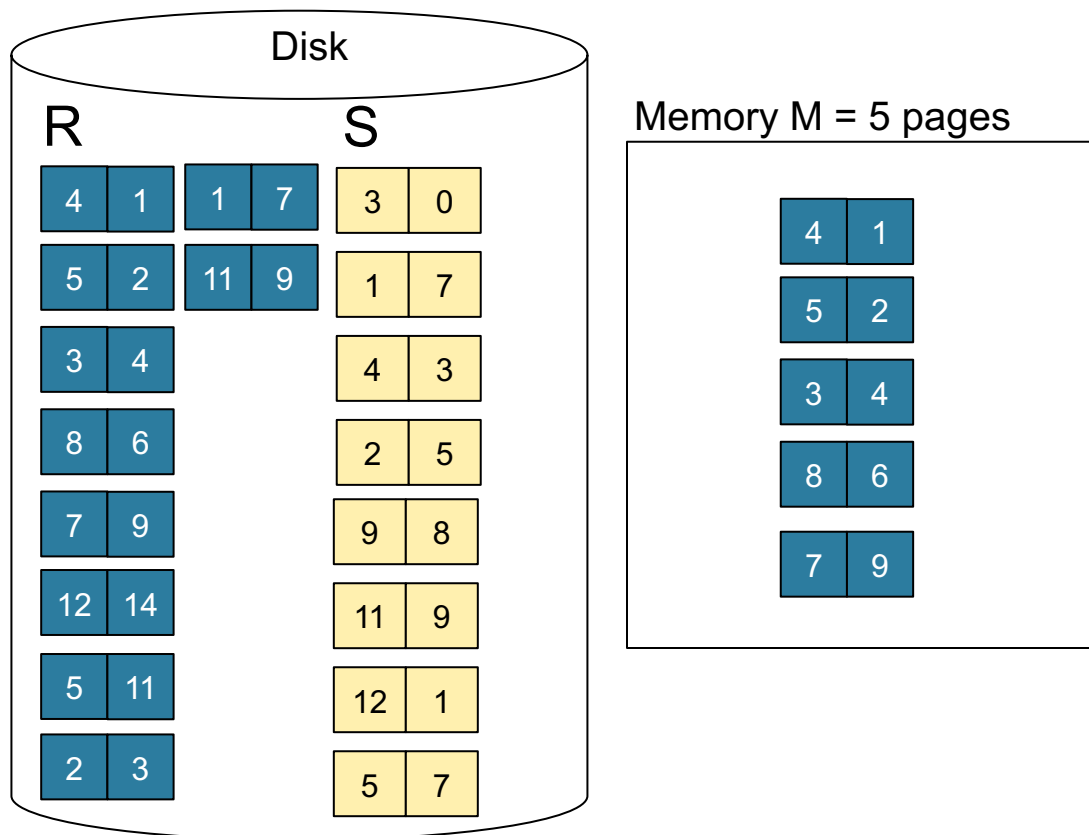 Disk
R S
Memory M = 5 pages
4 1 1 7 3 0
5 2 11 9 1 7
3 4 4 3
8 6 2 5
7 9 9 8
12 14 11 9
5 11 12 1
2 3 5 7
4 1
5 2
3 4
8 6
7 9